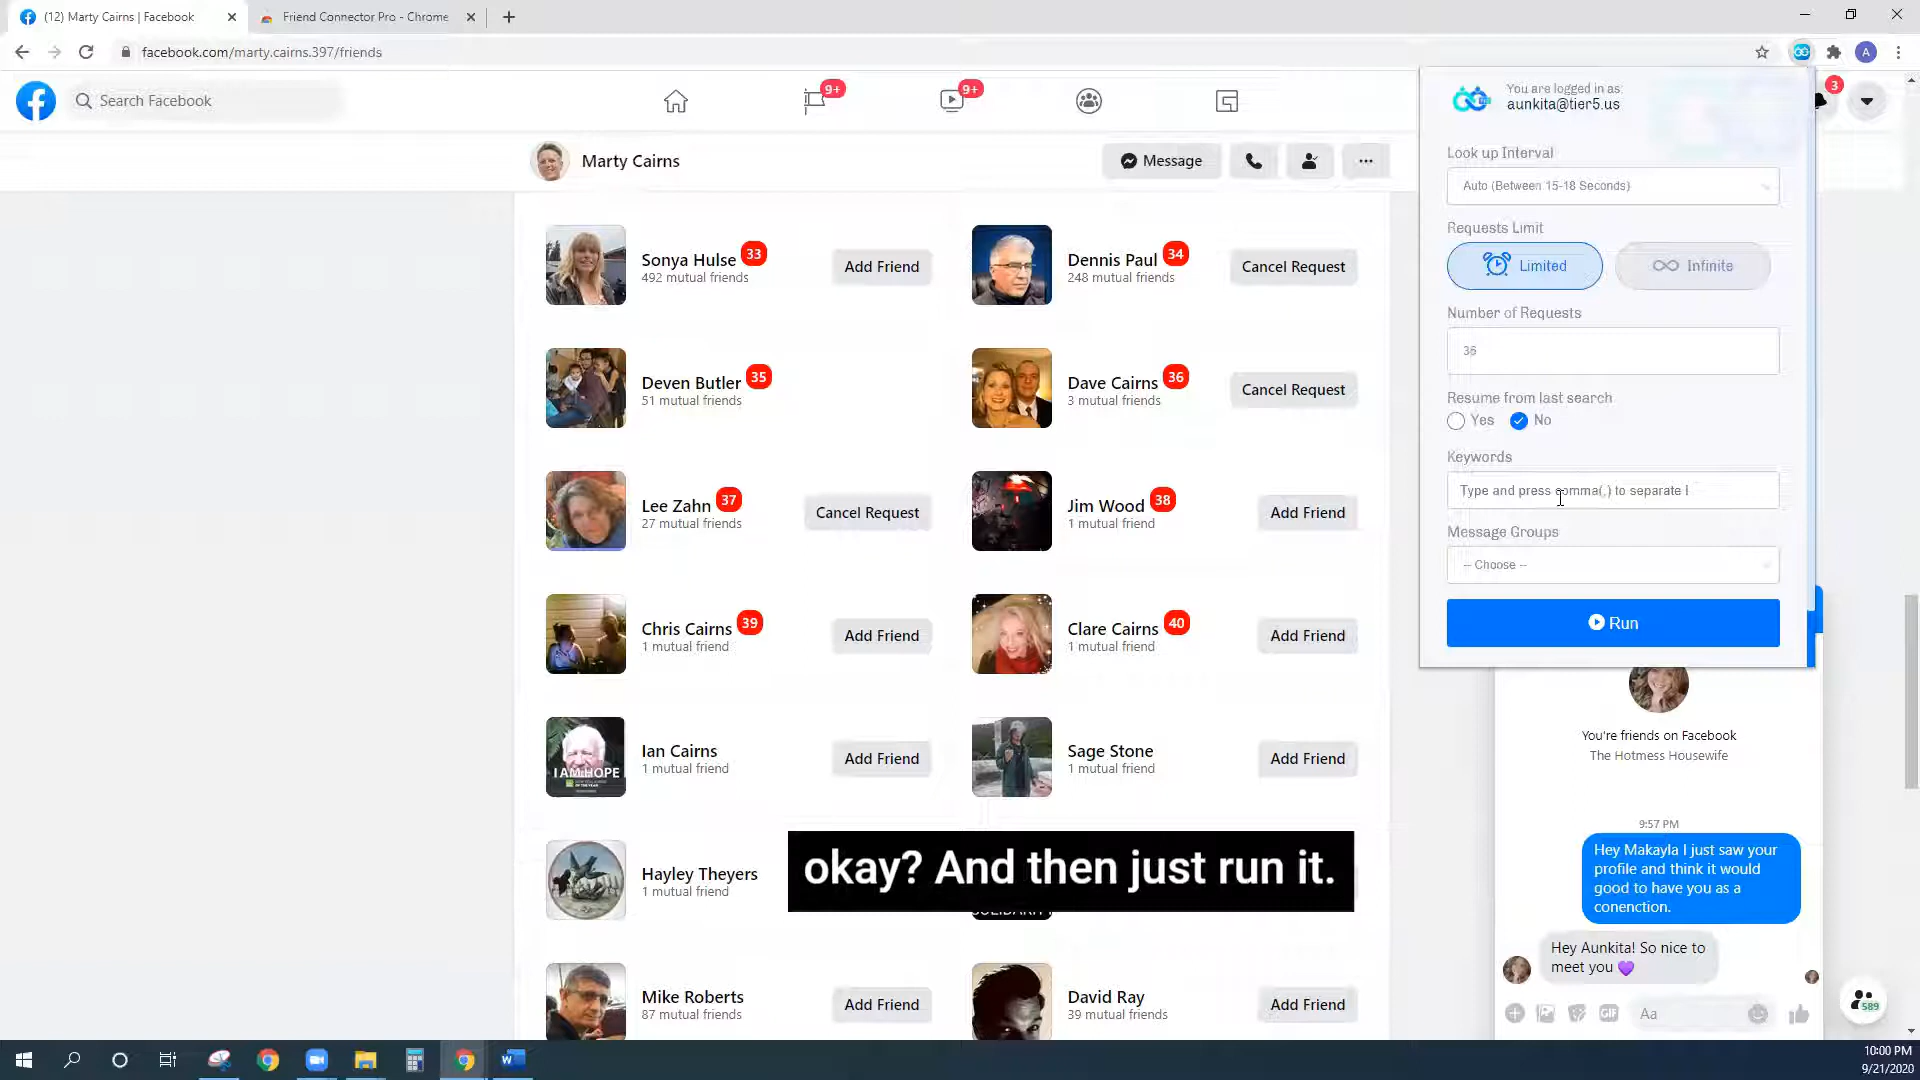 (12) Marty Cairns | Facebook
Friend Connector Pro - Chrome
facebook.com/marty.cairns.397/friends
A
Search Facebook
9+
9+
3
Marty Cairns
Message
Sonya Hulse 33
492 mutual friends
Add Friend
Dennis Paul 34
248 mutual friends
Cancel Request
Deven Butler 35
51 mutual friends
Dave Cairns 36
3 mutual friends
Cancel Request
Lee Zahn 37
27 mutual friends
Cancel Request
Jim Wood 38
1 mutual friend
Add Friend
Chris Cairns 39
1 mutual friend
Add Friend
Clare Cairns 40
1 mutual friend
Add Friend
I AM HOPE
Ian Cairns
1 mutual friend
Add Friend
Sage Stone
1 mutual friend
Add Friend
Hayley Theyers
1 mutual friend
okay? And then just run it.
Mike Roberts
87 mutual friends
Add Friend
David Ray
39 mutual friends
Add Friend
You are logged in as:
aunkita@tier5.us
Look up Interval
Auto (Between 15-18 Seconds)
Requests Limit
Limited
Infinite
Number of Requests
36
Resume from last search
Yes
No
Keywords
Type and press comma(,) to separate
Message Groups
-- Choose --
Run
You're friends on Facebook
The Hotmess Housewife
9:57 PM
Hey Makayla I just saw your
profile and think it would
good to have you as a
conenction.
Hey Aunkita! So nice to
meet you 💜
GIF
Aa
589
10:00 PM
9/21/2020